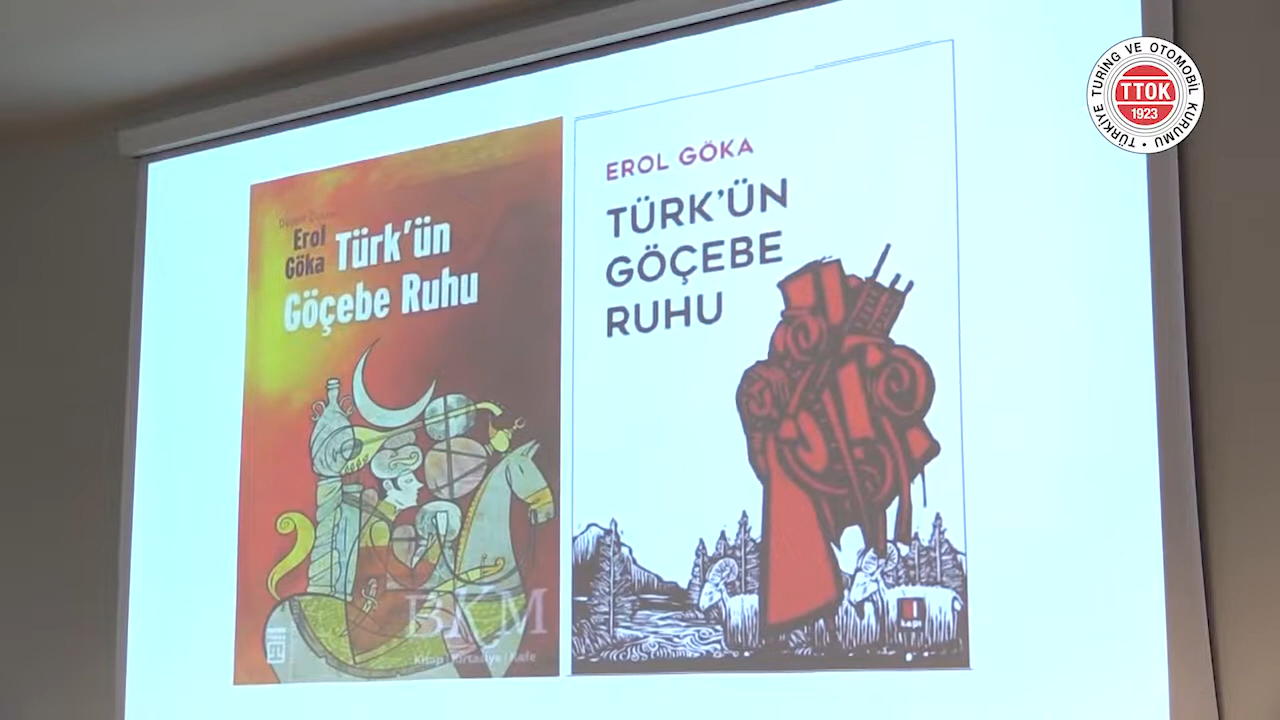 Erol
Göka
Türk'ün
Göçebe Ruhu
BKM
Kitap / Kırtasiye / Kafe
EROL GÖKA
TÜRK'ÜN
GÖÇEBE
RUHU
kapı
TÜRKİYE TURİNG VE OTOMOBİL KURUMU
TTOK
1923